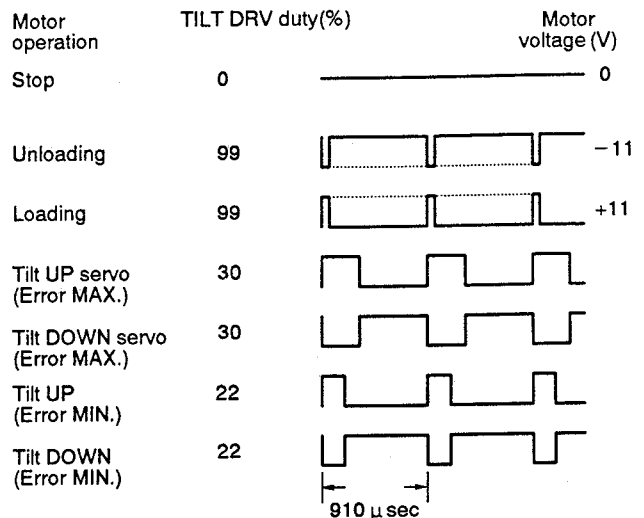 Motor operation TILT DRV duty(%) Motor voltage (V)
Stop 0 0
Unloading 99 −11
Loading 99 +11
Tilt UP servo 30
(Error MAX.)
Tilt DOWN servo 30
(Error MAX.)
Tilt UP 22
(Error MIN.)
Tilt DOWN 22
(Error MIN.)
910 μ sec